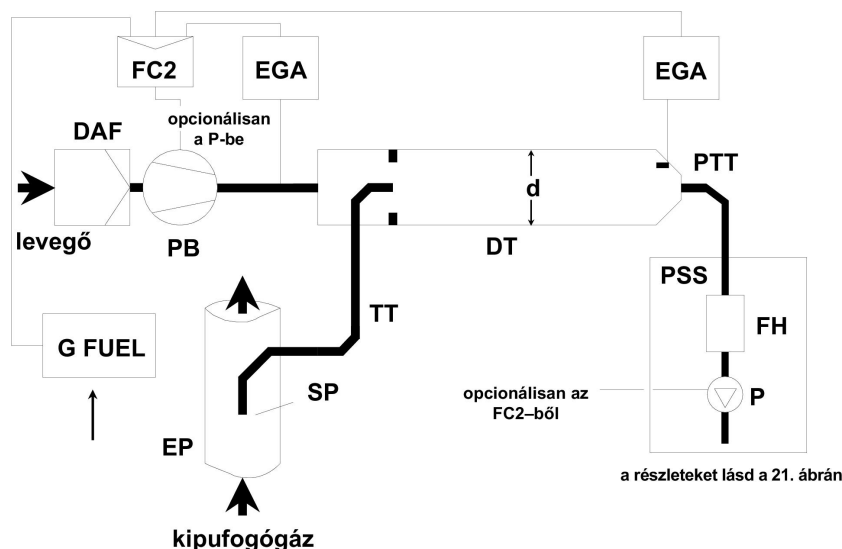 FC2
EGA
EGA
opcionálisan
a P-be
DAF
PTT
d
levegő
PB
DT
PSS
TT
FH
G FUEL
SP
opcionálisan az
FC2–ből
P
EP
a részleteket lásd a 21. ábrán
kipufogógáz